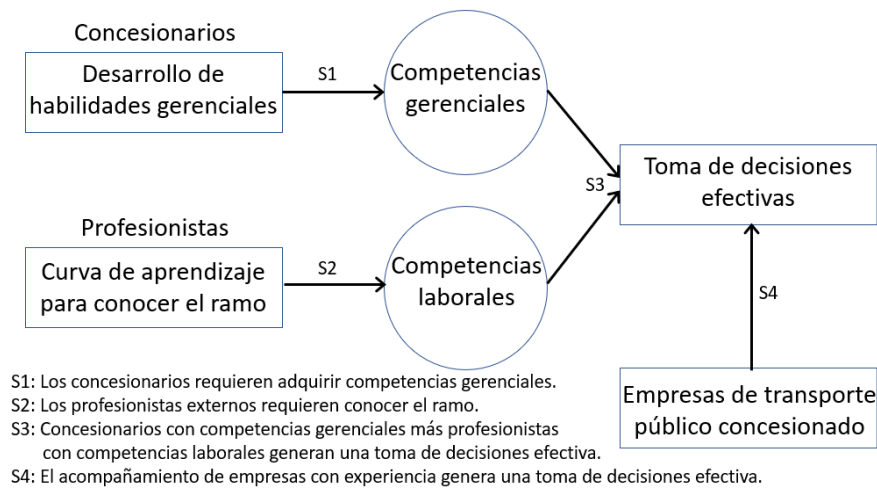 Concesionarios
Desarrollo de
habilidades gerenciales
S1
Competencias
gerenciales
Profesionistas
Curva de aprendizaje
para conocer el ramo
S2
Competencias
laborales
S3
Toma de decisiones
efectivas
S4
Empresas de transporte
público concesionado
S1: Los concesionarios requieren adquirir competencias gerenciales.
S2: Los profesionistas externos requieren conocer el ramo.
S3: Concesionarios con competencias gerenciales más profesionistas
con competencias laborales generan una toma de decisiones efectiva.
S4: El acompañamiento de empresas con experiencia genera una toma de decisiones efectiva.